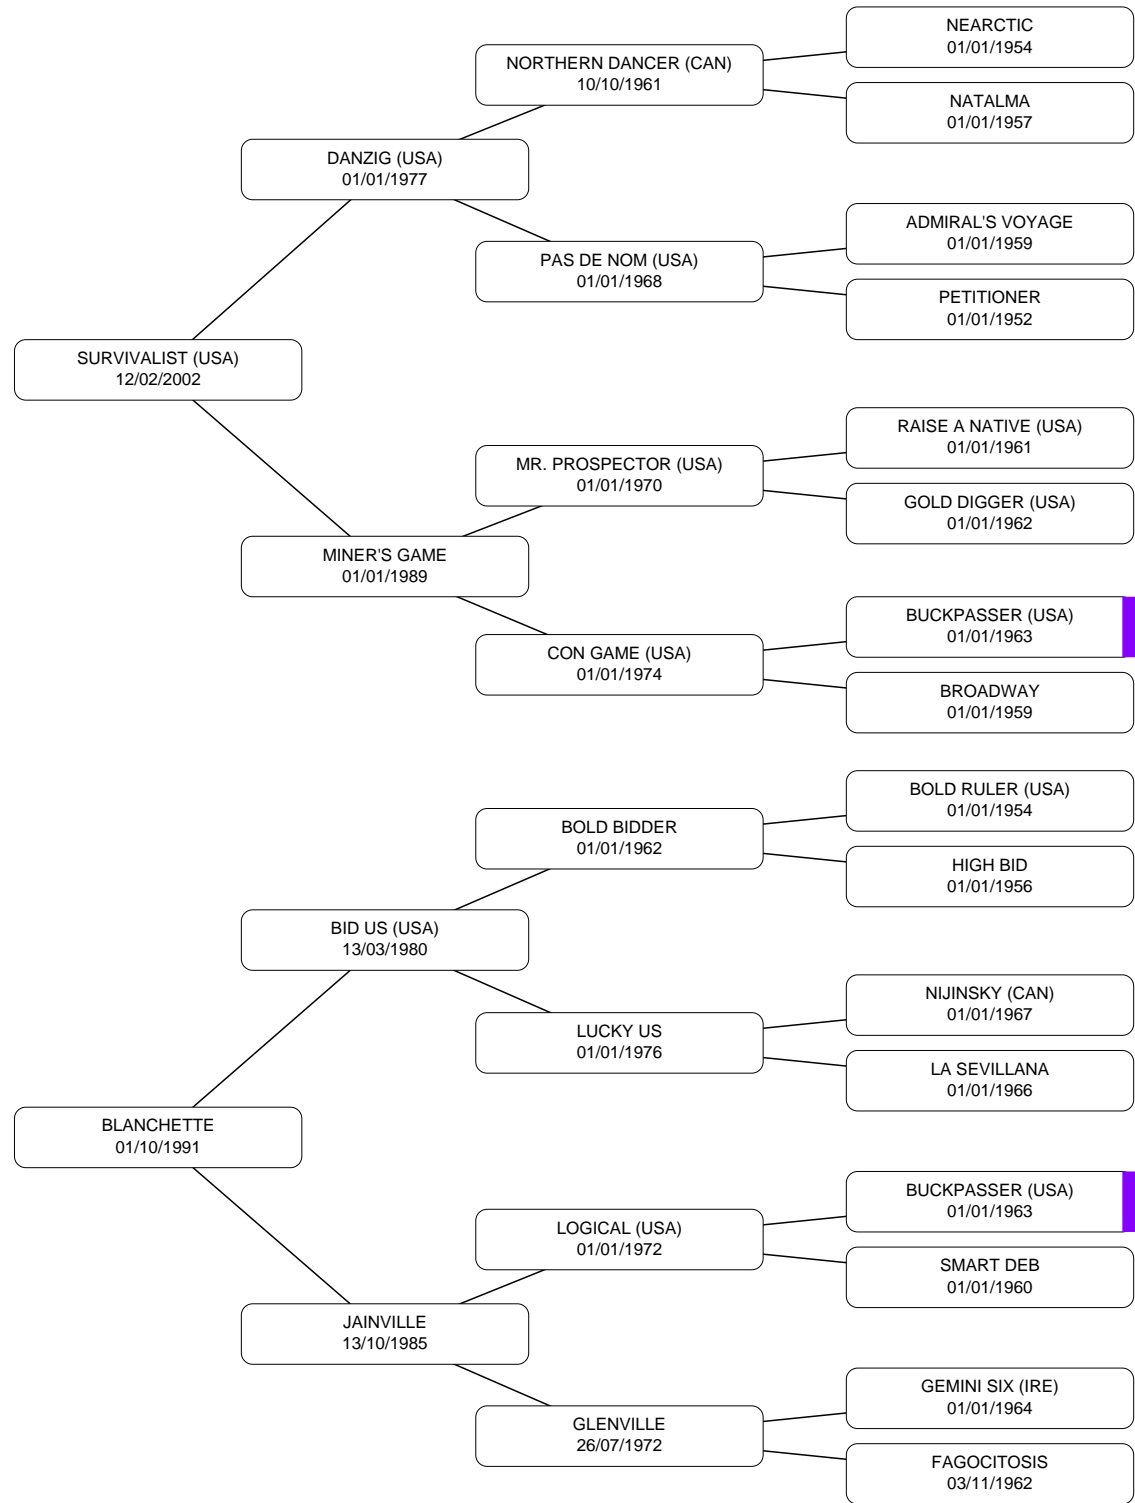 NEARCTIC
01/01/1954
NORTHERN DANCER (CAN)
10/10/1961
NATALMA
01/01/1957
DANZIG (USA)
01/01/1977
ADMIRAL'S VOYAGE
01/01/1959
PAS DE NOM (USA)
01/01/1968
PETITIONER
01/01/1952
SURVIVALIST (USA)
12/02/2002
RAISE A NATIVE (USA)
01/01/1961
MR. PROSPECTOR (USA)
01/01/1970
GOLD DIGGER (USA)
01/01/1962
MINER'S GAME
01/01/1989
BUCKPASSER (USA)
01/01/1963
CON GAME (USA)
01/01/1974
BROADWAY
01/01/1959
BOLD RULER (USA)
01/01/1954
BOLD BIDDER
01/01/1962
HIGH BID
01/01/1956
BID US (USA)
13/03/1980
NIJINSKY (CAN)
01/01/1967
LUCKY US
01/01/1976
LA SEVILLANA
01/01/1966
BLANCHETTE
01/10/1991
BUCKPASSER (USA)
01/01/1963
LOGICAL (USA)
01/01/1972
SMART DEB
01/01/1960
JAINVILLE
13/10/1985
GEMINI SIX (IRE)
01/01/1964
GLENVILLE
26/07/1972
FAGOCITOSIS
03/11/1962